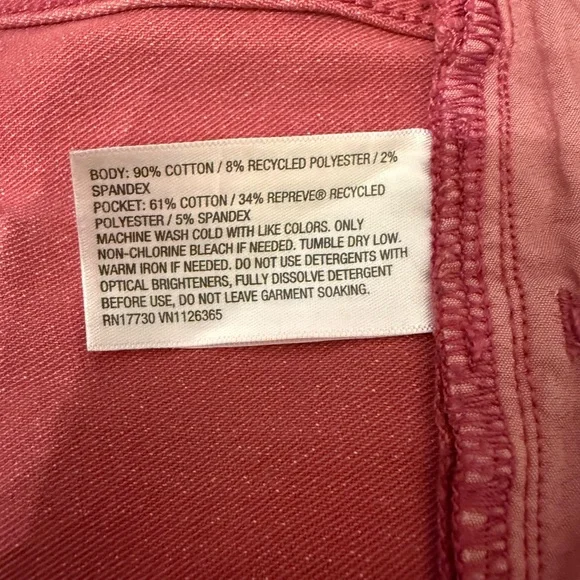 BODY: 90% COTTON / 8% RECYCLED POLYESTER / 2%
SPANDEX
POCKET: 61% COTTON / 34% REPREVE® RECYCLED
POLYESTER / 5% SPANDEX
MACHINE WASH COLD WITH LIKE COLORS. ONLY
NON-CHLORINE BLEACH IF NEEDED. TUMBLE DRY LOW.
WARM IRON IF NEEDED. DO NOT USE DETERGENTS WITH
OPTICAL BRIGHTENERS, FULLY DISSOLVE DETERGENT
BEFORE USE, DO NOT LEAVE GARMENT SOAKING.
RN17730 VN1126365